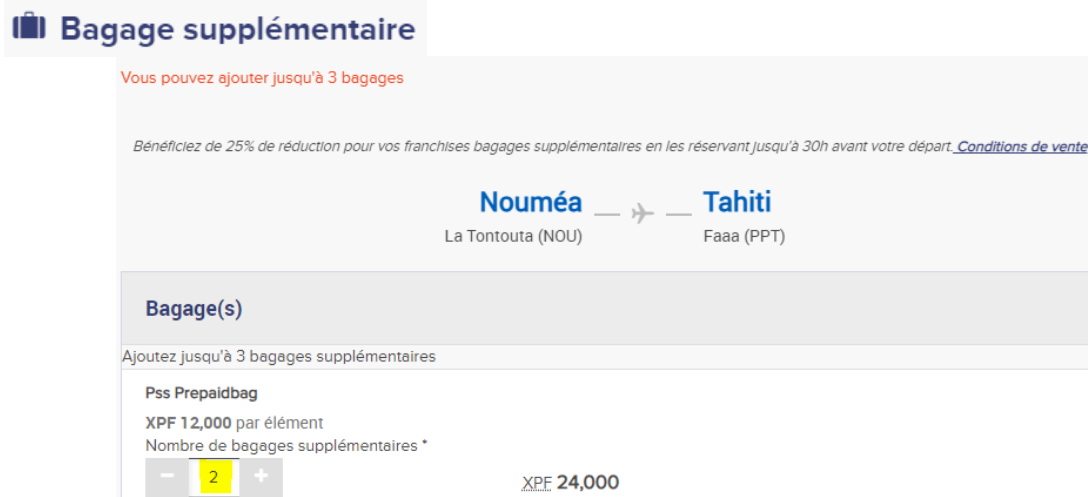 Bagage supplémentaire
Vous pouvez ajouter jusqu'à 3 bagages
Bénéficiez de 25% de réduction pour vos franchises bagages supplémentaires en les réservant jusqu'à 30h avant votre départ. Conditions de vente
Nouméa Tahiti
La Tontouta (NOU) Faaa (PPT)
Bagage(s)
Ajoutez jusqu'à 3 bagages supplémentaires
Pss Prepaidbag
XPF 12,000 par élément
Nombre de bagages supplémentaires *
− 2 + XPF 24,000